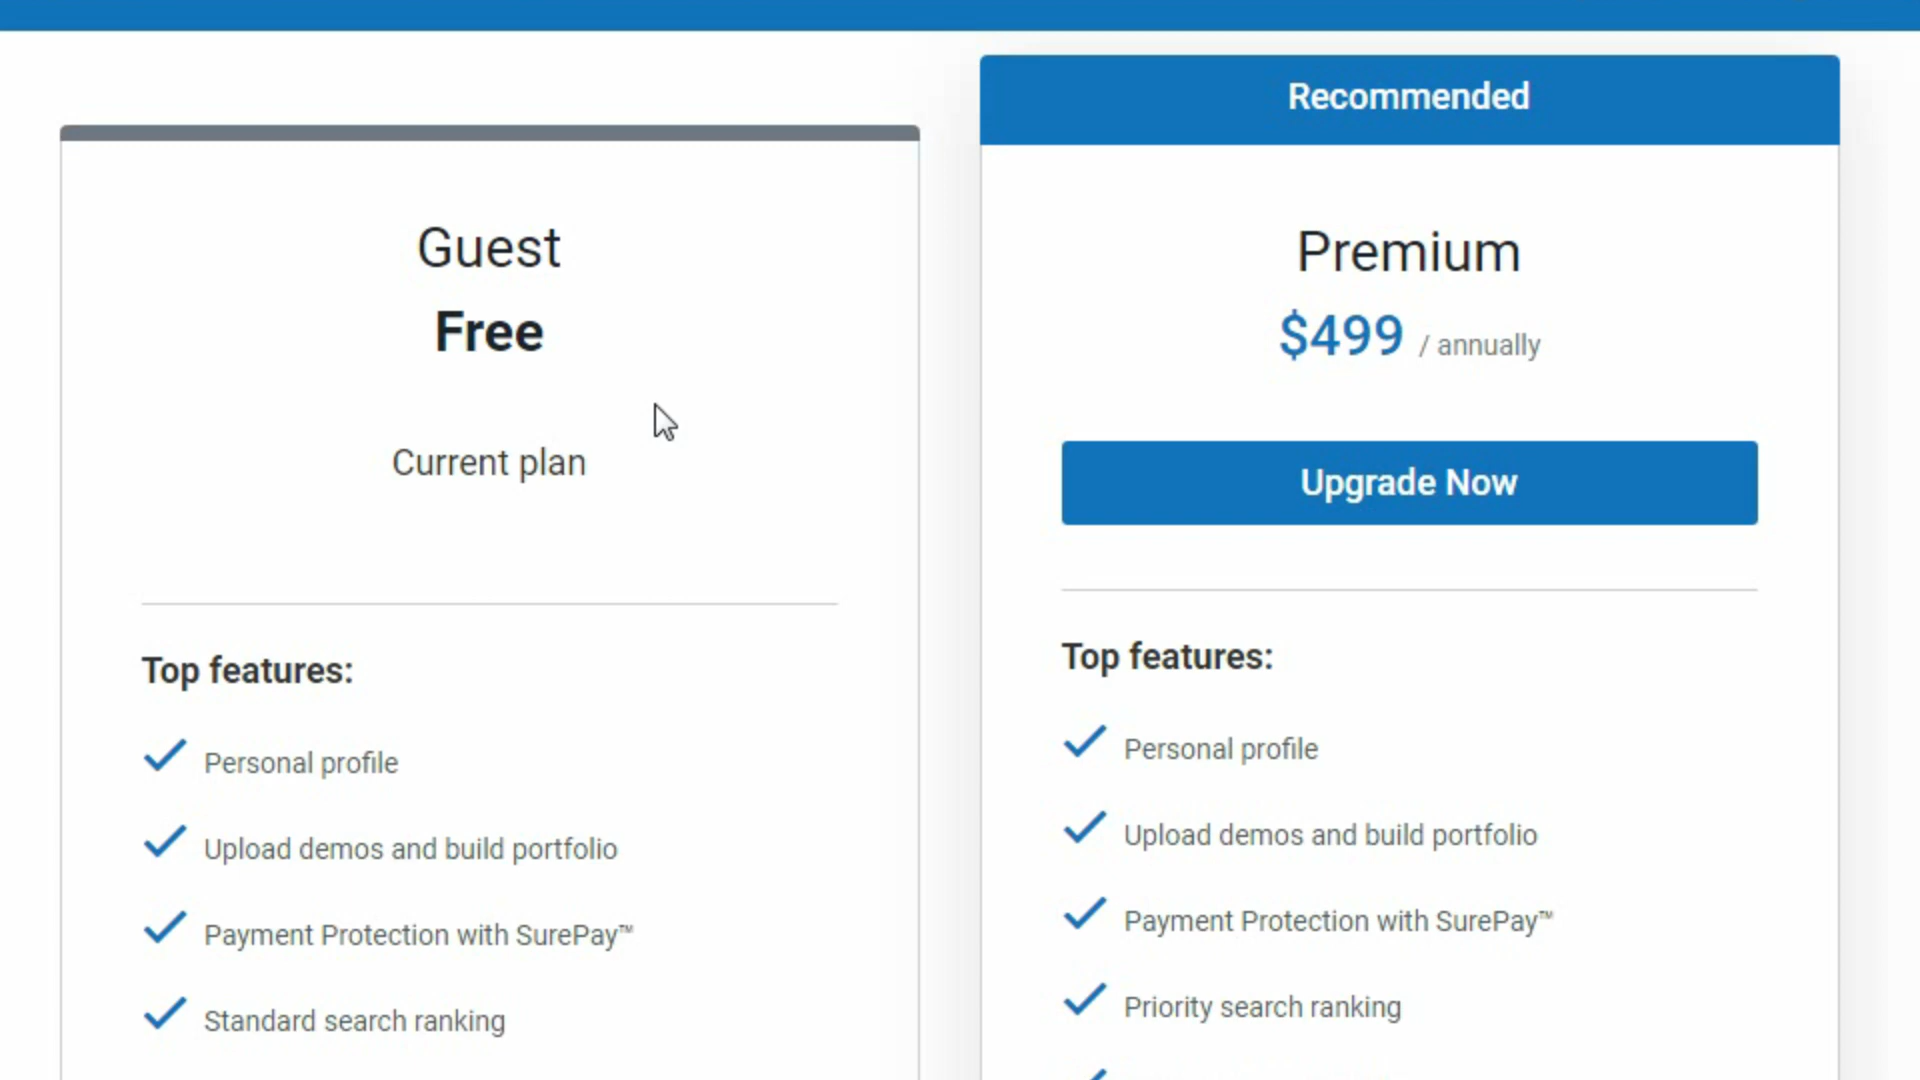 Guest
Free
Current plan
Top features:
Personal profile
Upload demos and build portfolio
Payment Protection with SurePay™
Standard search ranking
Recommended
Premium
$499 / annually
Upgrade Now
Top features:
Personal profile
Upload demos and build portfolio
Payment Protection with SurePay™
Priority search ranking